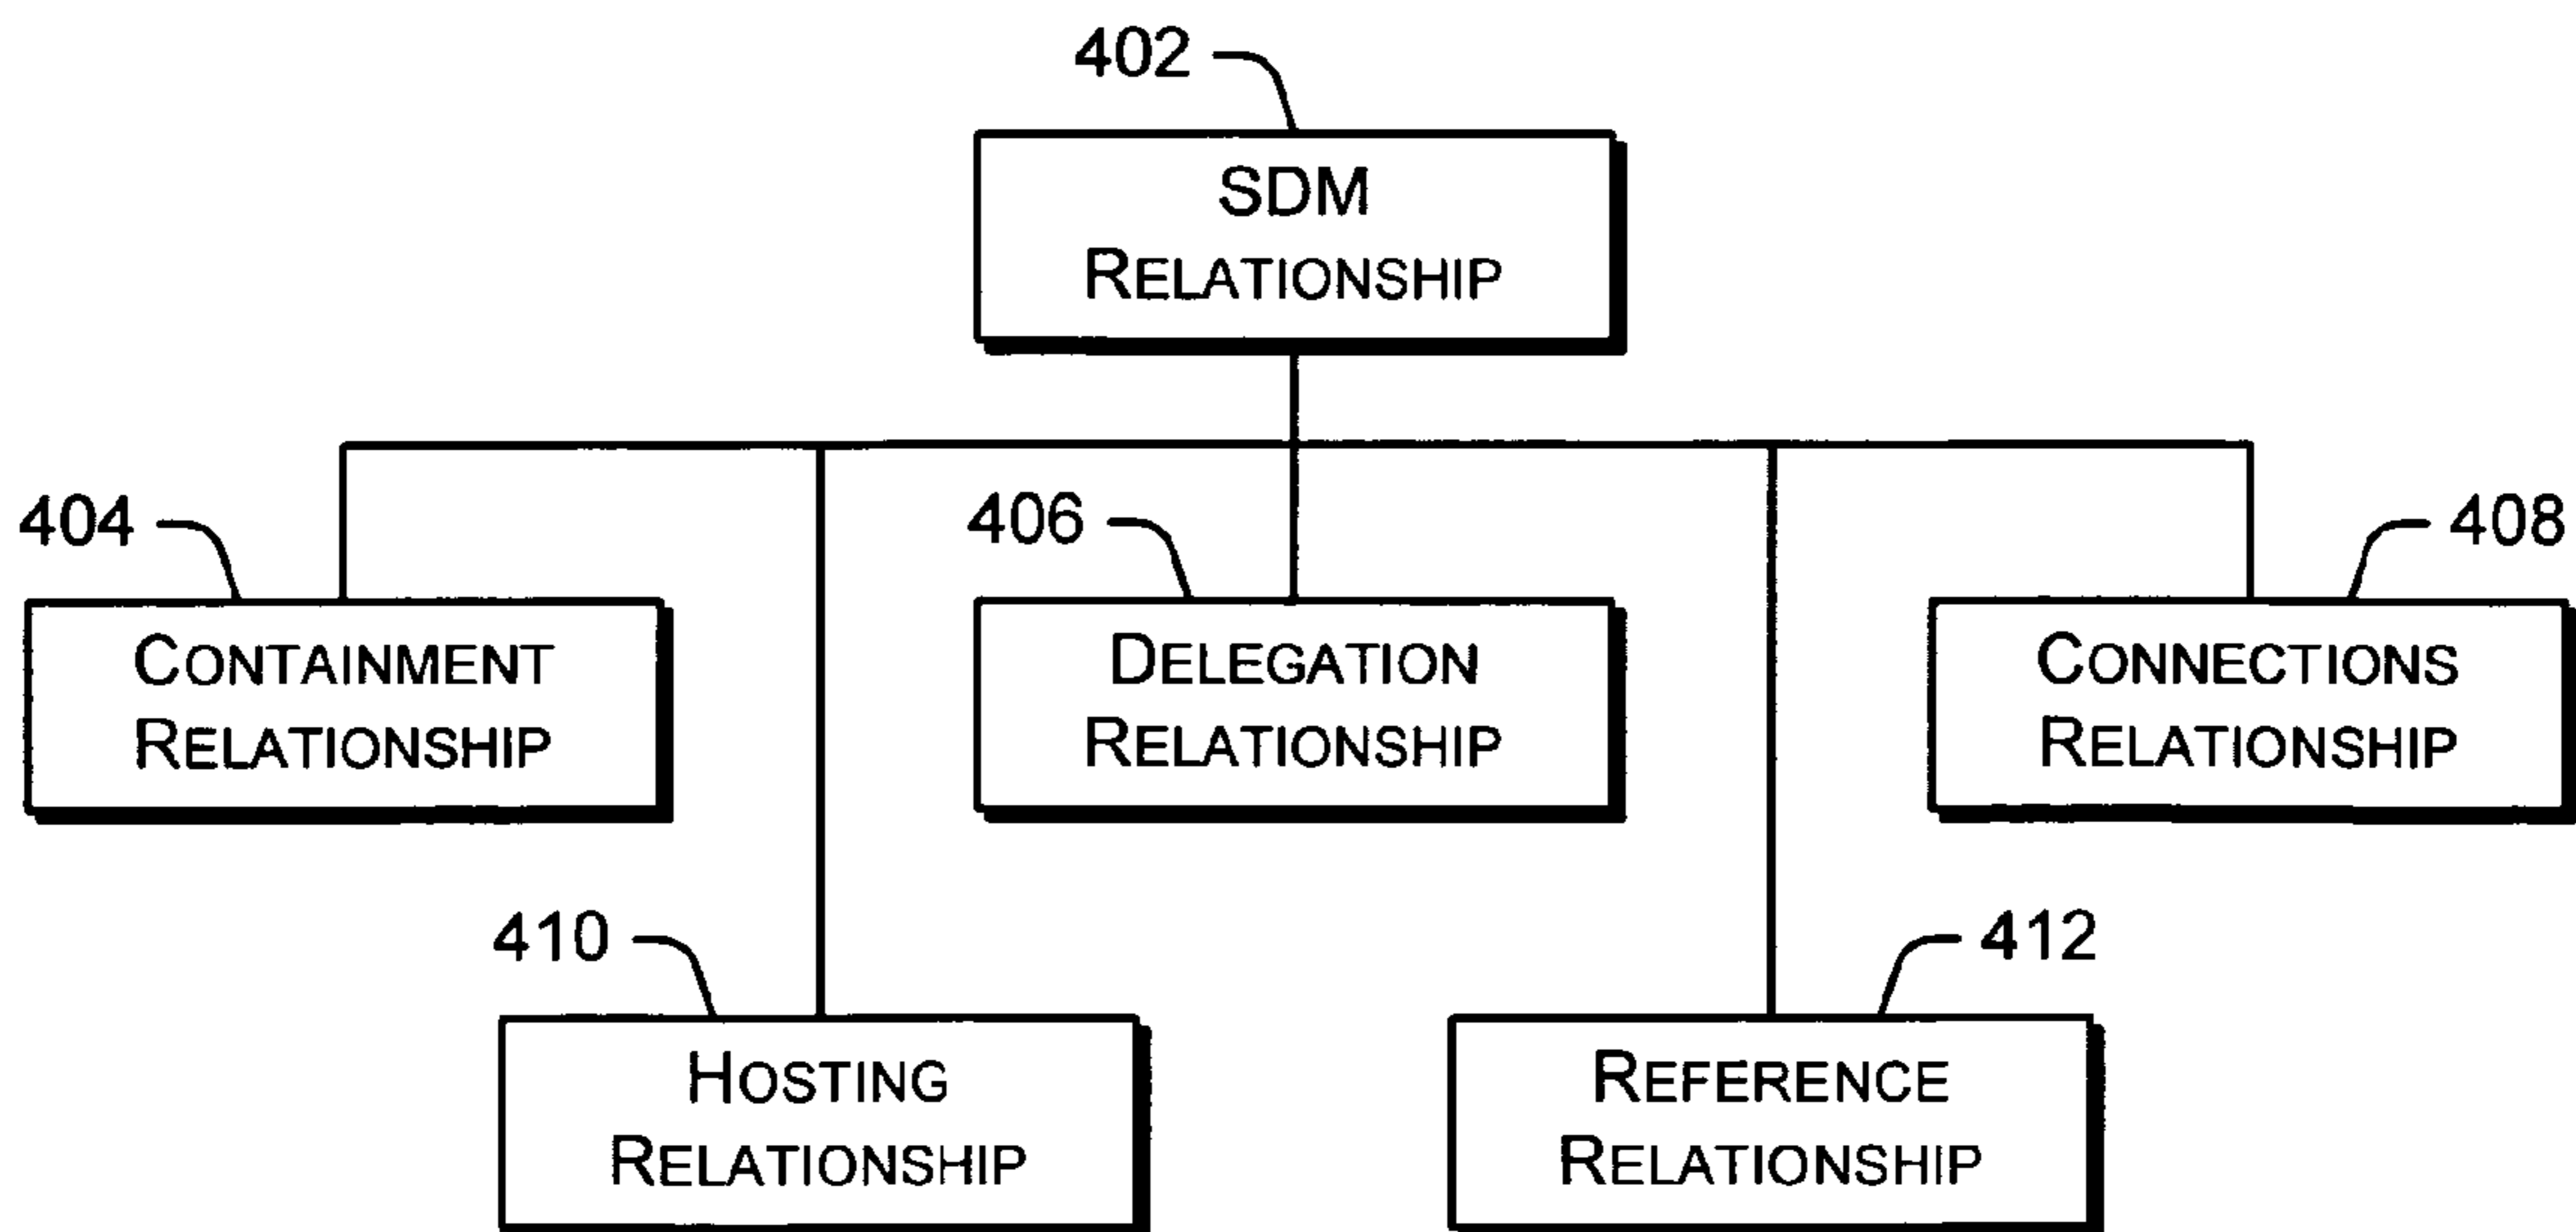 402
SDM
RELATIONSHIP
404
406
408
CONTAINMENT
RELATIONSHIP
DELEGATION
RELATIONSHIP
CONNECTIONS
RELATIONSHIP
410
412
HOSTING
RELATIONSHIP
REFERENCE
RELATIONSHIP